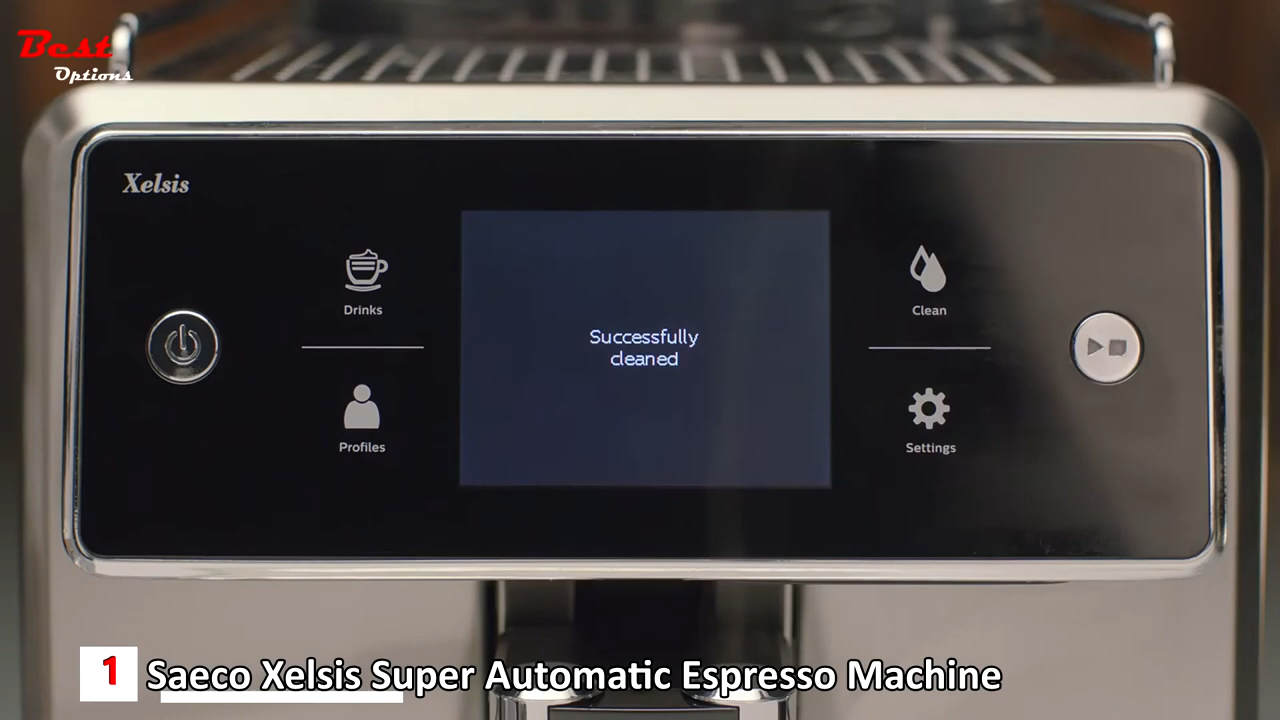 Best
Options
Xelsis
Drinks
Clean
Successfully
cleaned
Profiles
Settings
1 Saeco Xelsis Super Automatic Espresso Machine